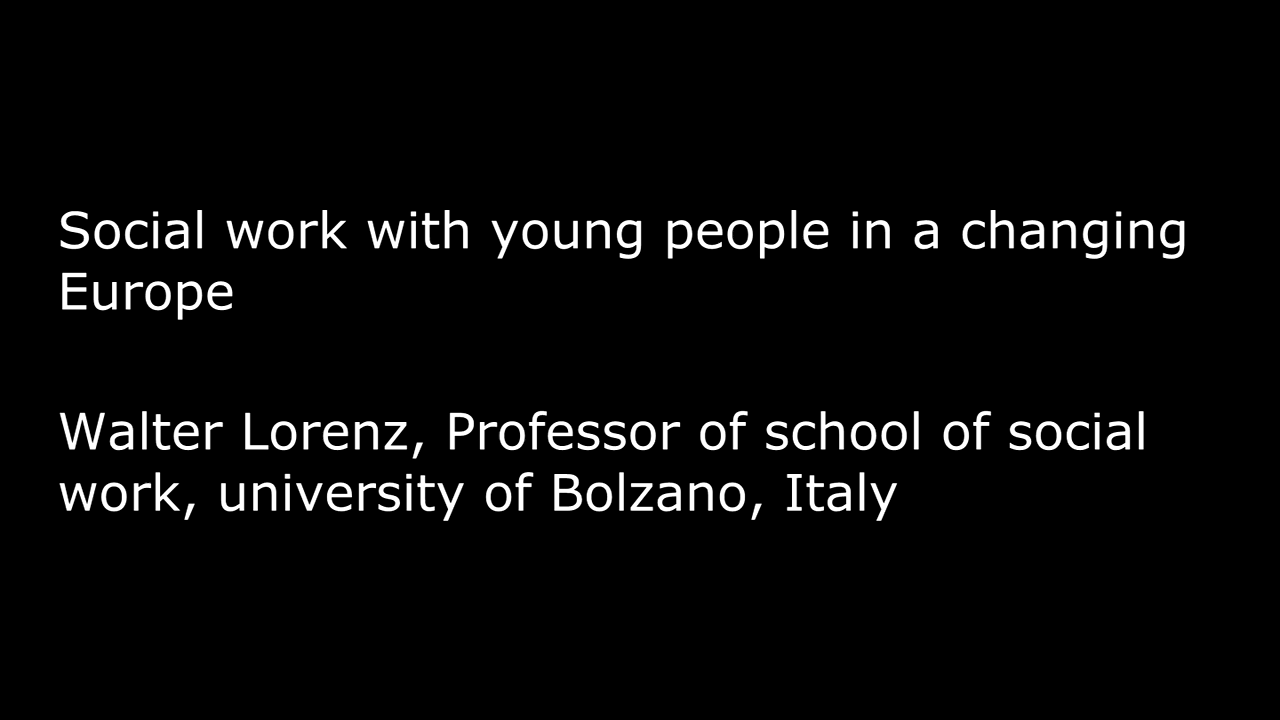 Social work with young people in a changing
Europe
Walter Lorenz, Professor of school of social
work, university of Bolzano, Italy